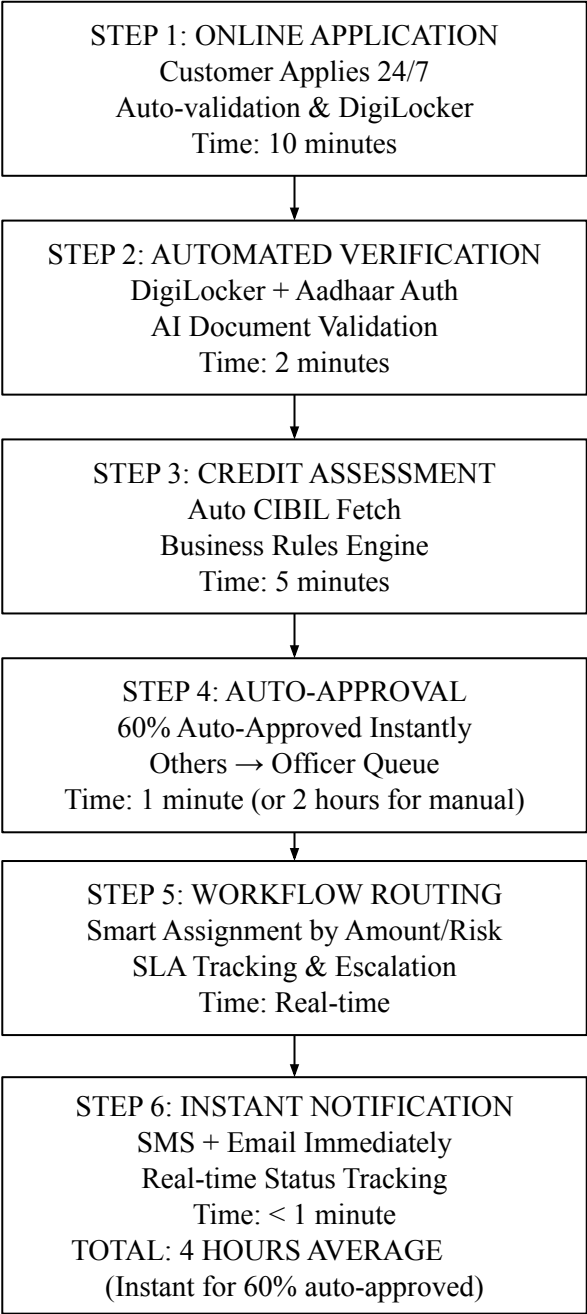 STEP 1: ONLINE APPLICATION
Customer Applies 24/7
Auto-validation & DigiLocker
Time: 10 minutes
STEP 2: AUTOMATED VERIFICATION
DigiLocker + Aadhaar Auth
AI Document Validation
Time: 2 minutes
STEP 3: CREDIT ASSESSMENT
Auto CIBIL Fetch
Business Rules Engine
Time: 5 minutes
STEP 4: AUTO-APPROVAL
60% Auto-Approved Instantly
Others → Officer Queue
Time: 1 minute (or 2 hours for manual)
STEP 5: WORKFLOW ROUTING
Smart Assignment by Amount/Risk
SLA Tracking & Escalation
Time: Real-time
STEP 6: INSTANT NOTIFICATION
SMS + Email Immediately
Real-time Status Tracking
Time: < 1 minute
TOTAL: 4 HOURS AVERAGE
(Instant for 60% auto-approved)